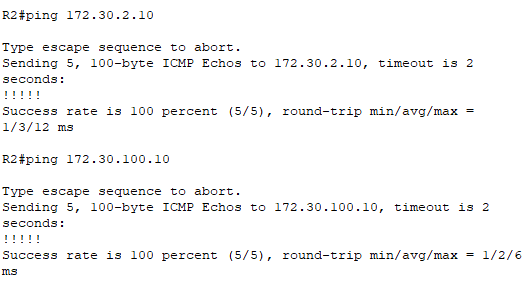 R2#ping 172.30.2.10
Type escape sequence to abort.
Sending 5, 100-byte ICMP Echos to 172.30.2.10, timeout is 2
seconds:
!!!!!
Success rate is 100 percent (5/5), round-trip min/avg/max =
1/3/12 ms
R2#ping 172.30.100.10
Type escape sequence to abort.
Sending 5, 100-byte ICMP Echos to 172.30.100.10, timeout is 2
seconds:
!!!!!
Success rate is 100 percent (5/5), round-trip min/avg/max = 1/2/6
ms